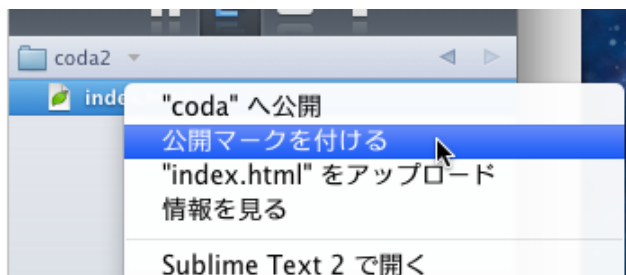 coda2
inde
"coda" へ公開
公開マークを付ける
"index.html" をアップロード
情報を見る
Sublime Text 2 で開く